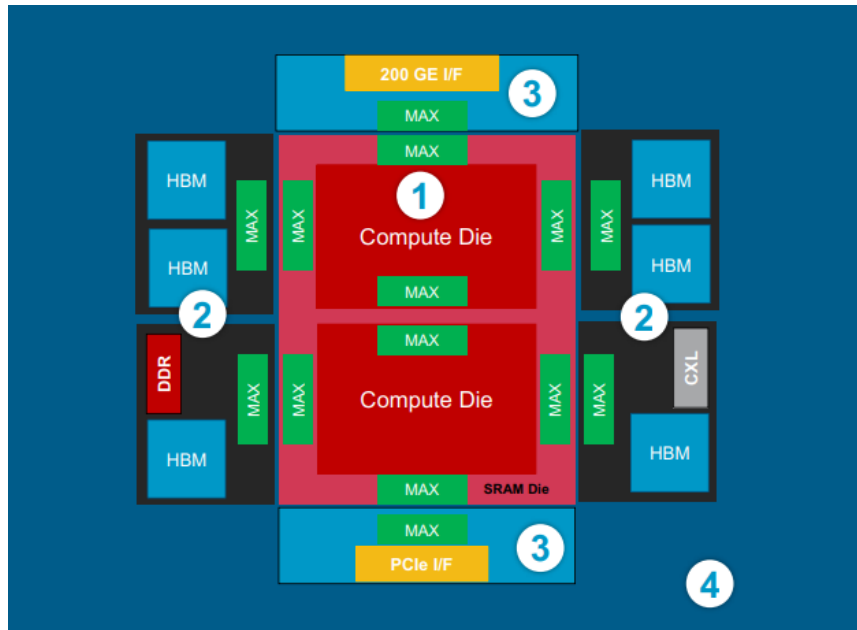 200 GE I/F
3
MAX
MAX
HBM
MAX
MAX
1
MAX
MAX
HBM
Compute Die
HBM
HBM
MAX
2
2
DDR
MAX
MAX
MAX
Compute Die
MAX
MAX
CXL
HBM
HBM
MAX
SRAM Die
MAX
3
PCIe I/F
4